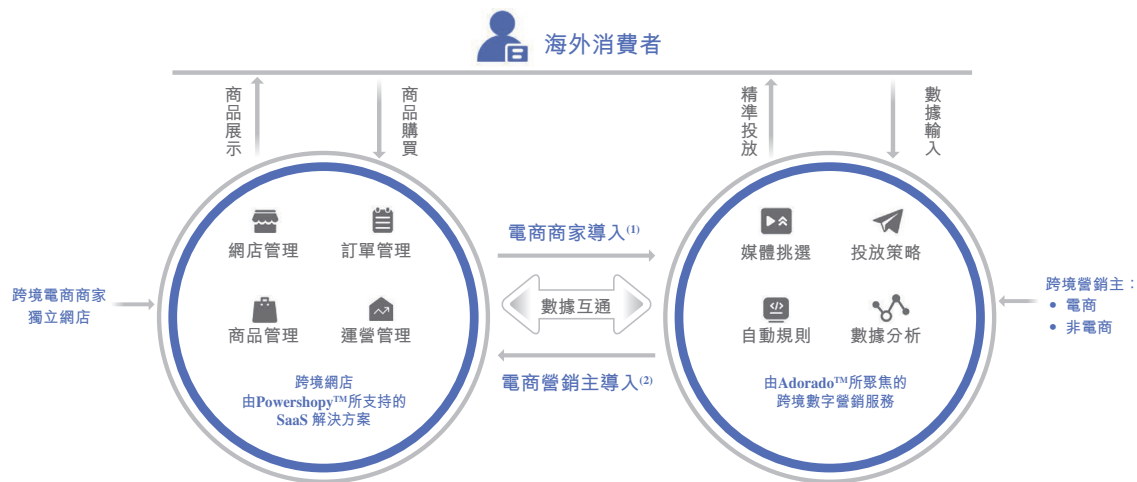 海外消費者
商品展示
商品購買
精準投放
數據輸入
網店管理
訂單管理
商品管理
運營管理
跨境網店
由Powershopy™所支持的
SaaS 解決方案
跨境電商商家
獨立網店
電商商家導入(1)
數據互通
電商營銷主導入(2)
媒體挑選
投放策略
自動規則
數據分析
由Adorado™所聚焦的
跨境數字營銷服務
跨境營銷主：
• 電商
• 非電商